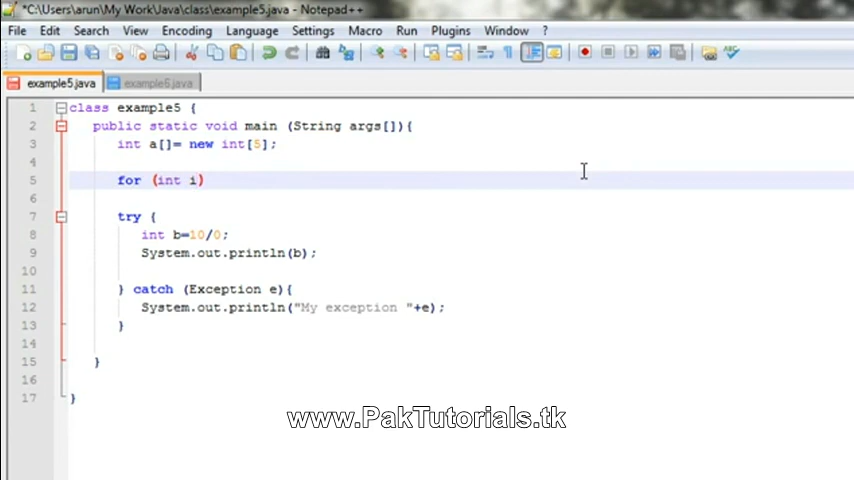 *C:\Users\arun\My Work\Java\class\example5.java - Notepad++
File Edit Search View Encoding Language Settings Macro Run Plugins Window ?
example5.java example6.java
1 class example5 {
2 public static void main (String args[]){
3 int a[]= new int[5];
4
5 for (int i)
6
7 try {
8 int b=10/0;
9 System.out.println(b);
10
11 } catch (Exception e){
12 System.out.println("My exception "+e);
13 }
14
15 }
16
17 }
www.PakTutorials.tk